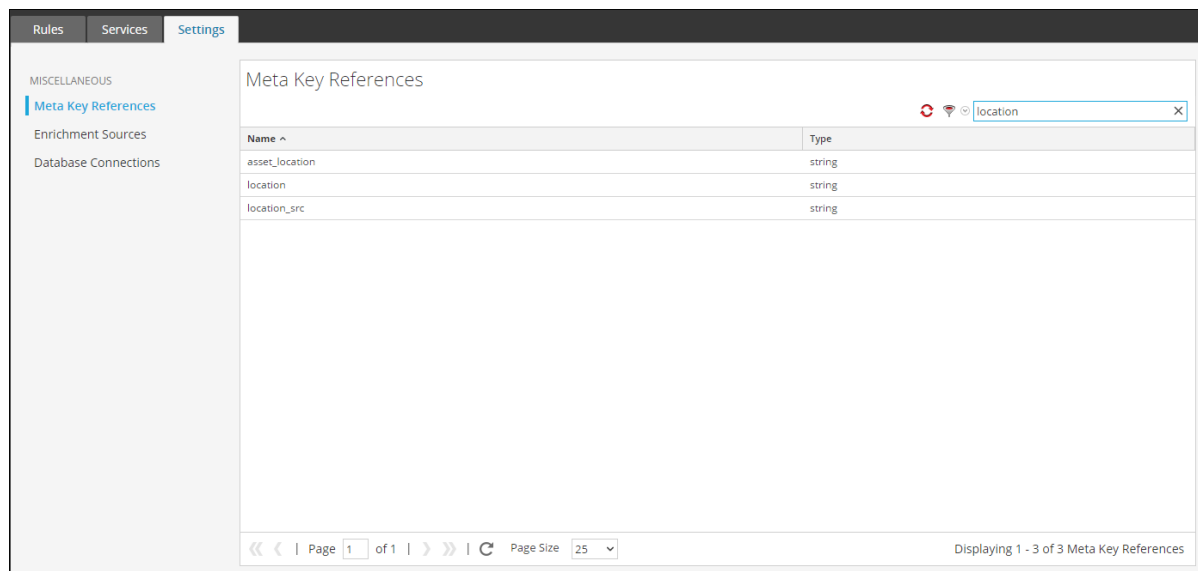 Rules Services Settings
MISCELLANEOUS
Meta Key References
Enrichment Sources
Database Connections
Meta Key References
location
Name Type
asset_location string
location string
location_src string
Page 1 of 1 Page Size 25
Displaying 1 - 3 of 3 Meta Key References